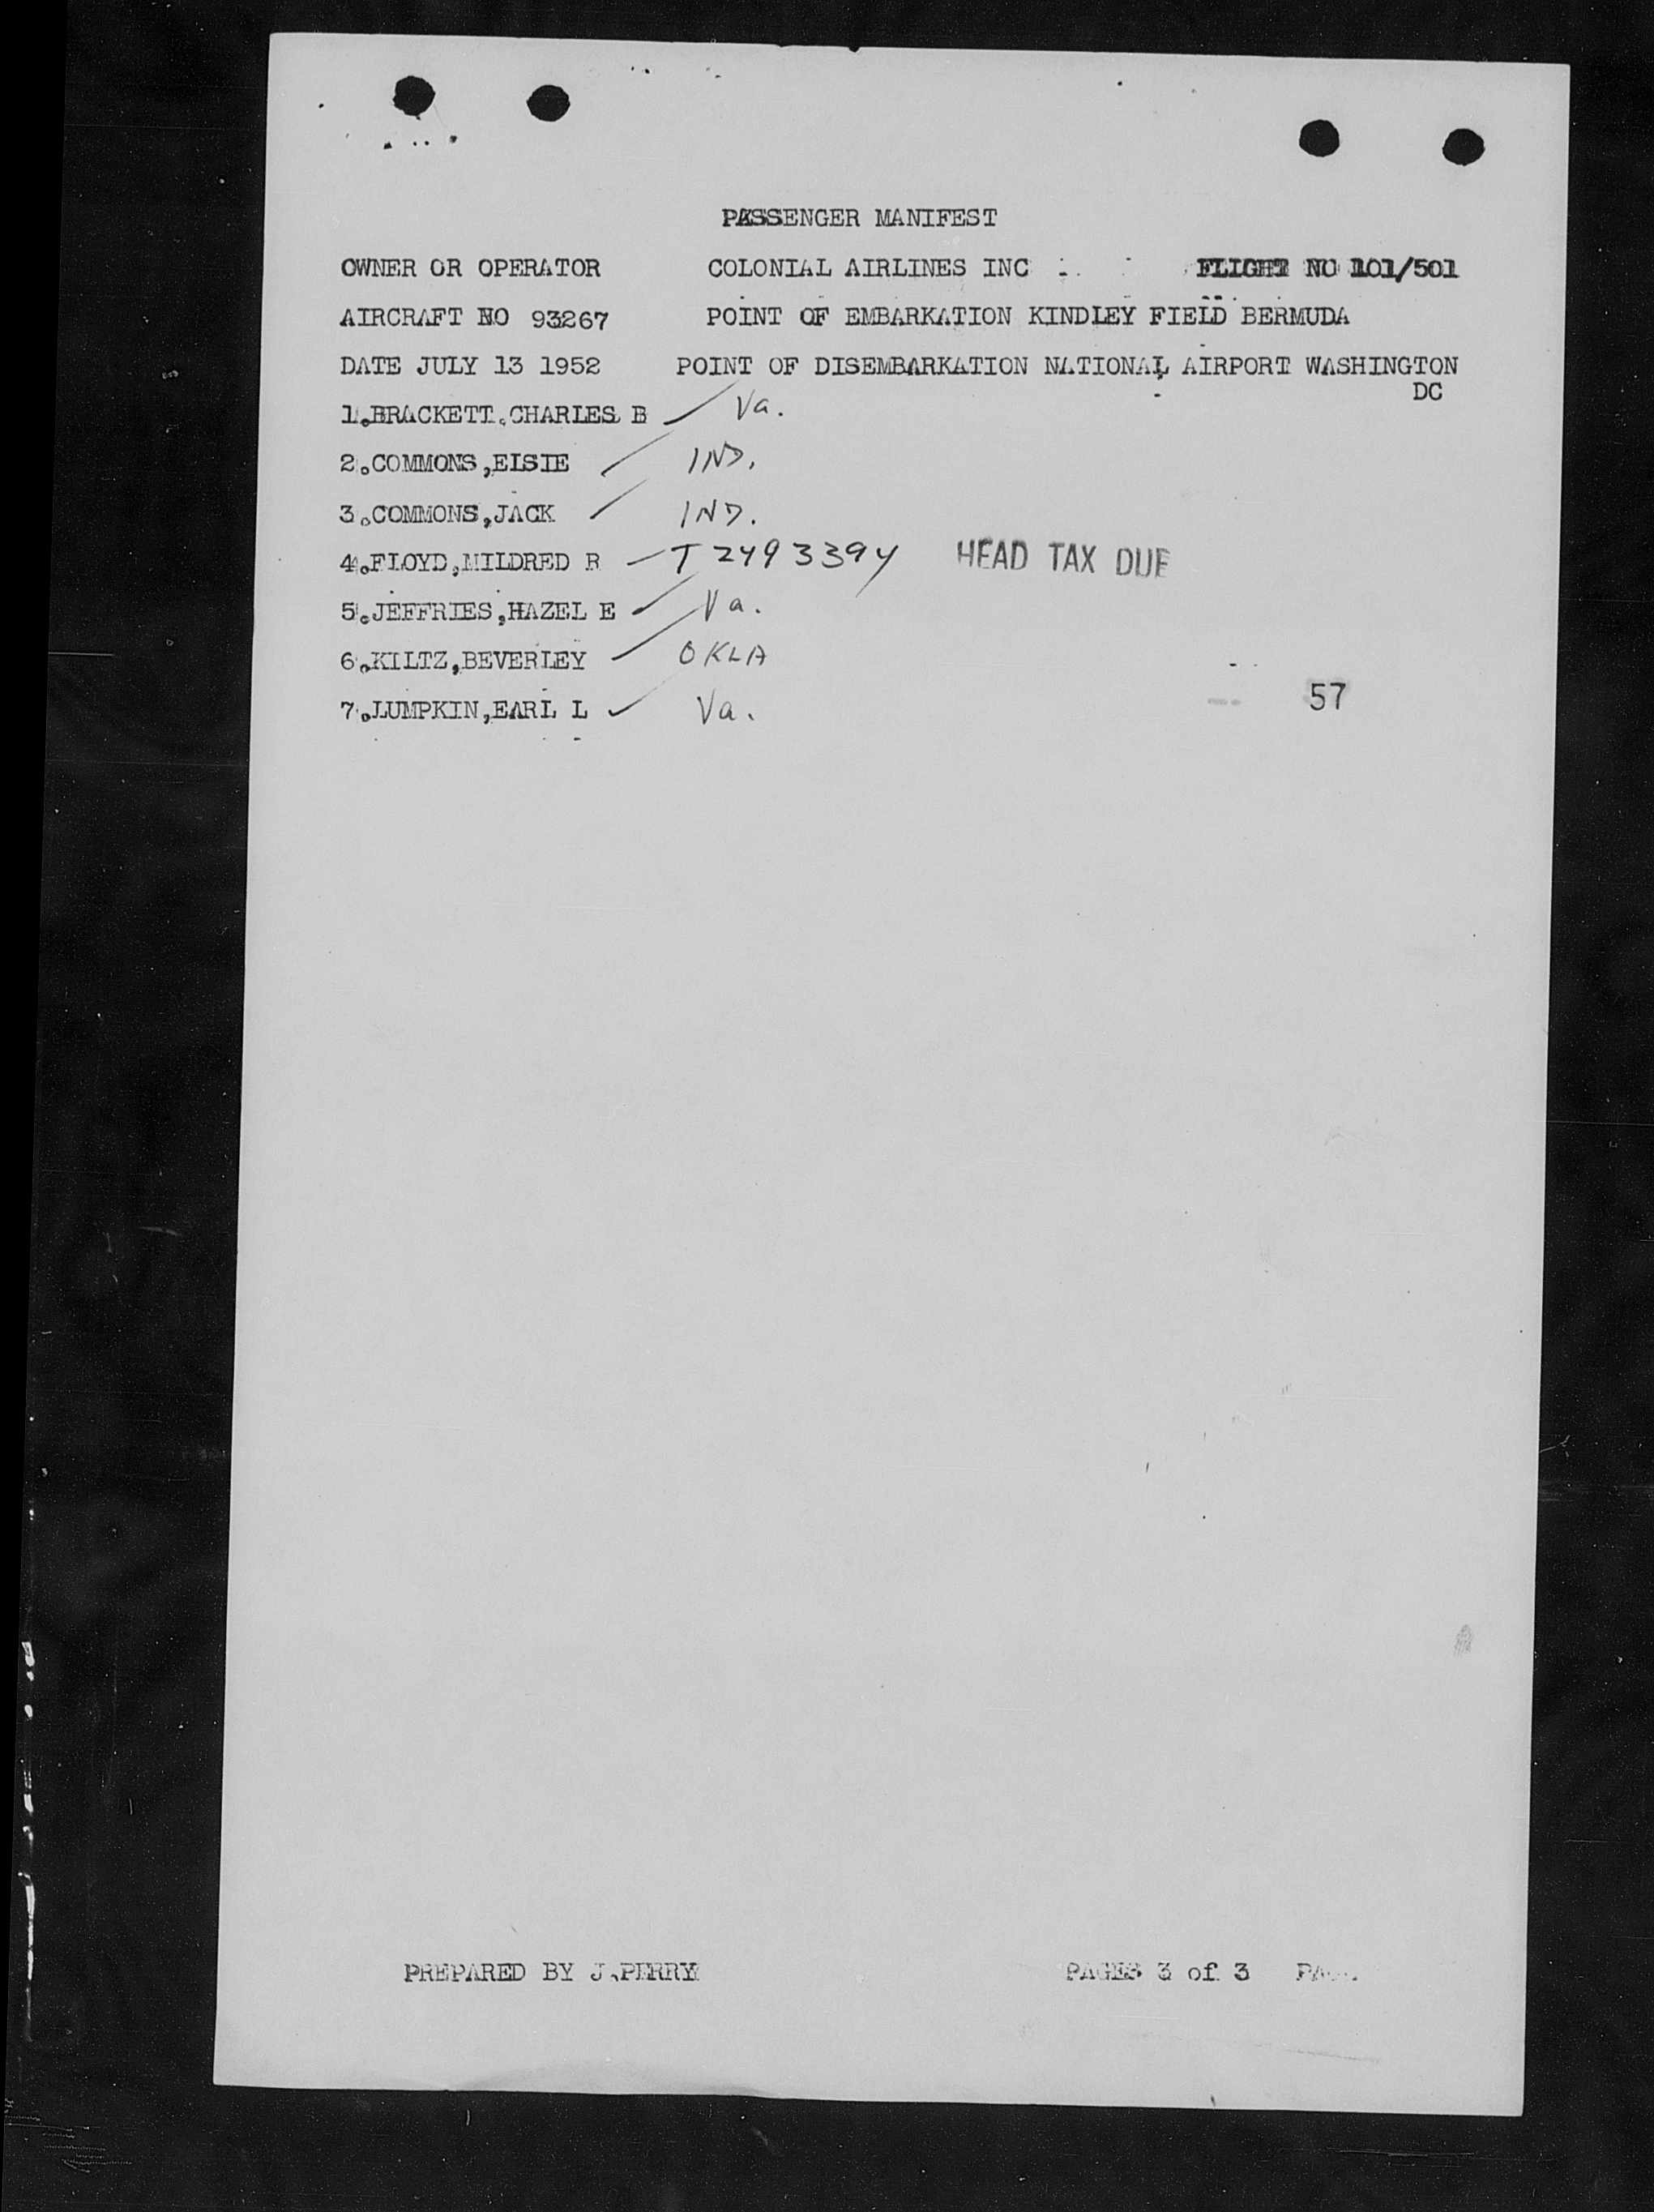 PASSENGER MANIFEST
OWNER OR OPERATOR COLONIAL AIRLINES INC FLIGHT NO 101/501
AIRCRAFT NO 93267 POINT OF EMBARKATION KINDLEY FIELD BERMUDA
DATE JULY 13 1952 POINT OF DISEMBARKATION NATIONAL AIRPORT WASHINGTON
DC
1.BRACKETT,CHARLES B Va.
2.COMMONS,ELSIE IND.
3.COMMONS,JACK IND.
4.FLOYD,MILDRED R T2493394 HEAD TAX DUE
5.JEFFRIES,HAZEL E Va.
6.KILTZ,BEVERLEY OKLA
7.LUMPKIN,EARL L Va.
57
PREPARED BY J.PERRY PAGES 3 of 3